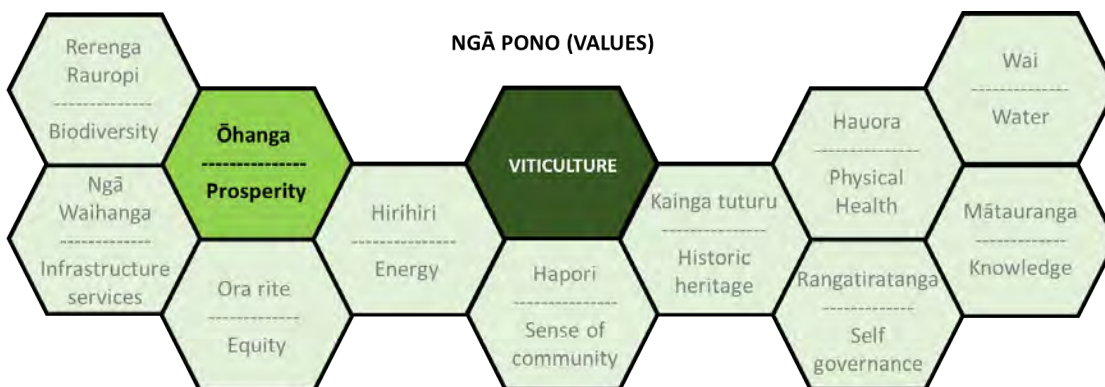 NGĀ PONO (VALUES)
Rerenga
Rauropi
--------------
Biodiversity
Ōhanga
--------------
Prosperity
Ngā
Waihanga
--------------
Infrastructure
services
Ora rite
--------------
Equity
Hirihiri
--------------
Energy
VITICULTURE
Hapori
--------------
Sense of
community
Kainga tuturu
--------------
Historic
heritage
Hauora
--------------
Physical
Health
Rangatiratanga
--------------
Self
governance
Wai
--------------
Water
Mātauranga
--------------
Knowledge